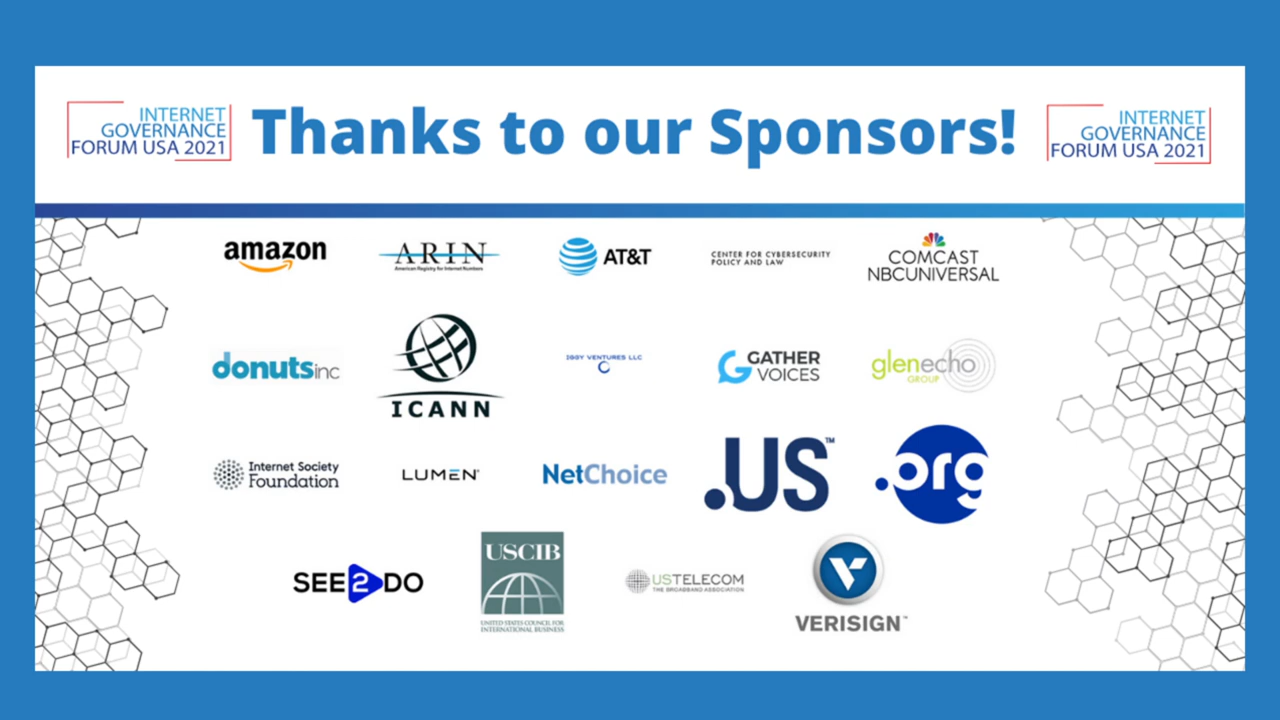 INTERNET
GOVERNANCE
FORUM USA 2021
Thanks to our Sponsors!
INTERNET
GOVERNANCE
FORUM USA 2021
amazon
ARIN
American Registry for Internet Numbers
AT&T
CENTER FOR CYBERSECURITY
POLICY AND LAW
COMCAST
NBCUNIVERSAL
donutsinc
ICANN
IGGY VENTURES LLC
GATHER
VOICES
glenecho
GROUP
Internet Society
Foundation
LUMEN®
NetChoice
.US™
.org
SEE2DO
USCIB
UNITED STATES COUNCIL FOR
INTERNATIONAL BUSINESS
USTELECOM
THE BROADBAND ASSOCIATION
VERISIGN™